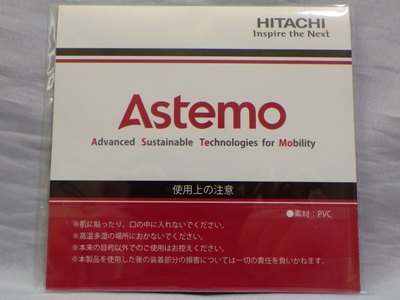 HITACHI
Inspire the Next
Astemo
Advanced Sustainable Technologies for Mobility
使用上の注意
●素材：PVC
※肌に貼ったり、口の中に入れないでください。
※高温多湿の場所におかないでください。
※本来の目的以外でのご使用はお控えください。
※本製品を使用した後の装着部分の損害については一切の責任を負いかねます。